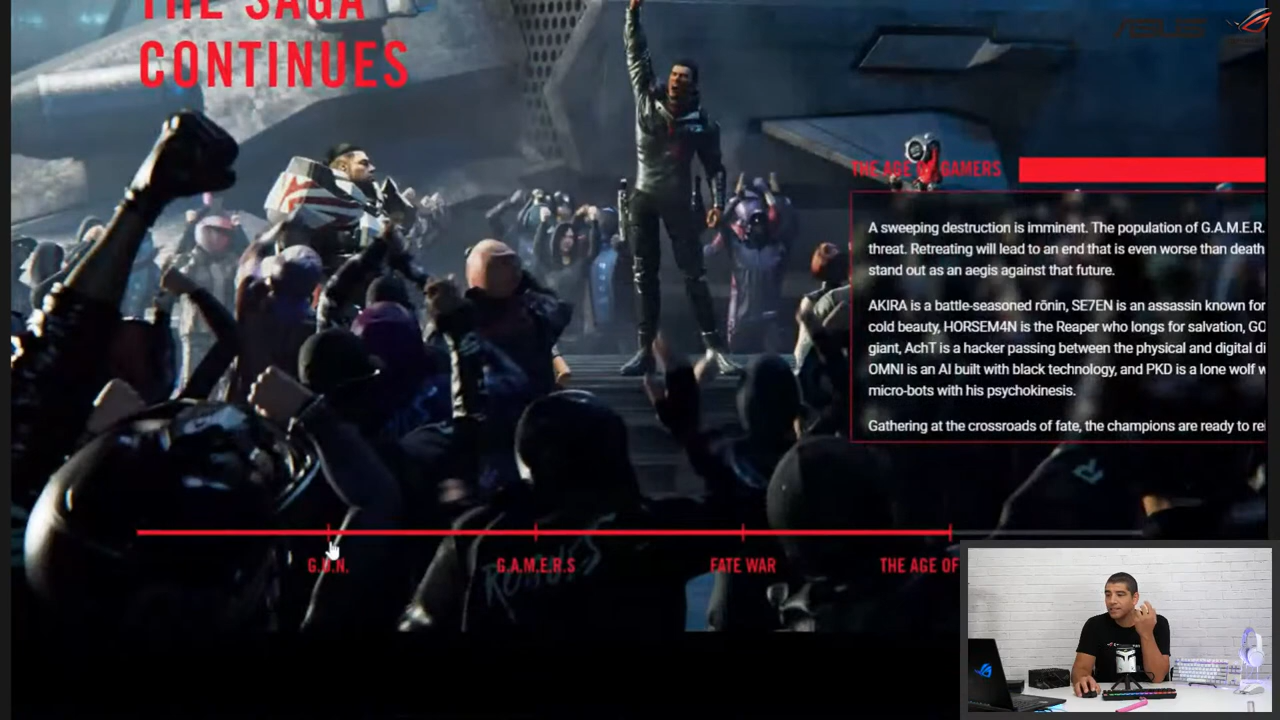 THE SAGA
CONTINUES
ASUS
THE AGE OF GAMERS
A sweeping destruction is imminent. The population of G.A.M.E.R.
threat. Retreating will lead to an end that is even worse than death
stand out as an aegis against that future.
AKIRA is a battle-seasoned rōnin, SE7EN is an assassin known for
cold beauty, HORSEM4N is the Reaper who longs for salvation, GO
giant, AchT is a hacker passing between the physical and digital di
OMNI is an AI built with black technology, and PKD is a lone wolf w
micro-bots with his psychokinesis.
Gathering at the crossroads of fate, the champions are ready to re
G.U.N.
G.A.M.E.R.S
FATE WAR
THE AGE OF